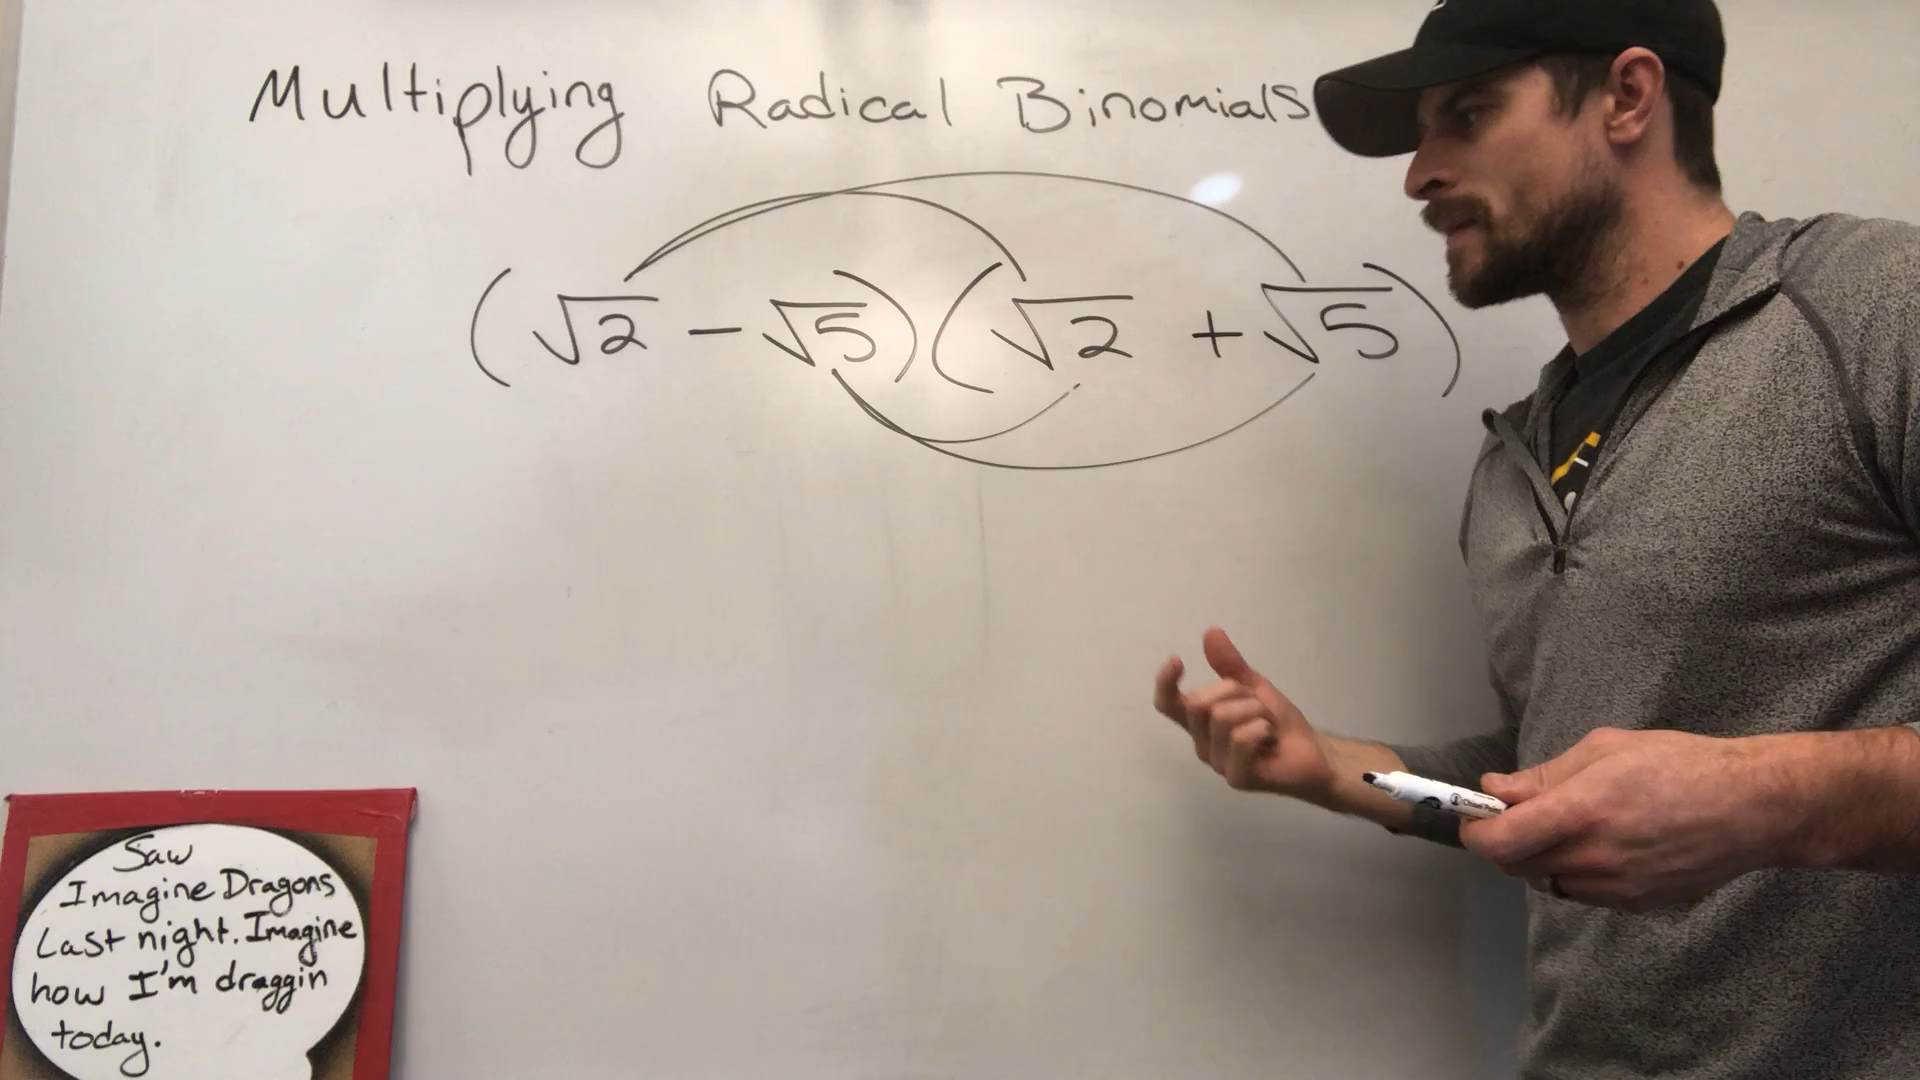 Multiplying Radical Binomials
(√2 − √5)(√2 + √5)
Saw
Imagine Dragons
Last night. Imagine
how I'm draggin
today.